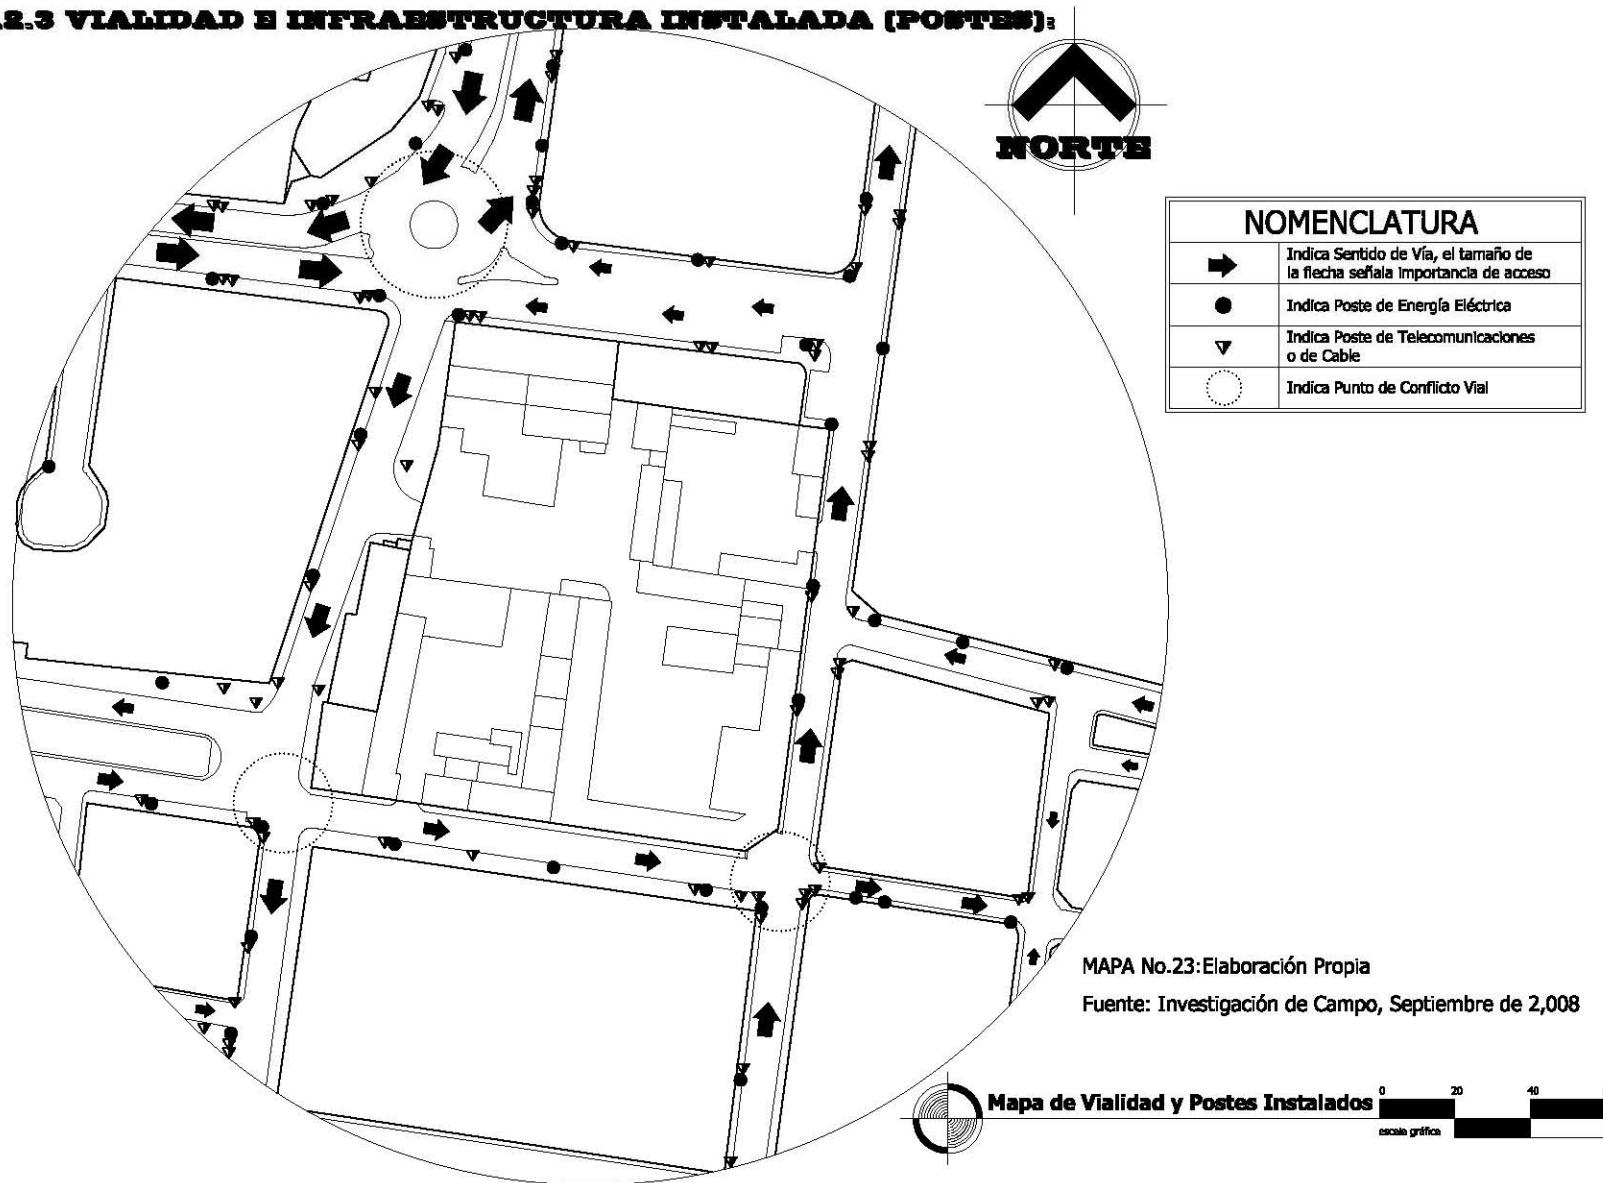 .2.3 VIALIDAD E INFRAESTRUCTURA INSTALADA (POSTES):
NORTE
NOMENCLATURA
Indica Sentido de Vía, el tamaño de
la flecha señala importancia de acceso
Indica Poste de Energía Eléctrica
Indica Poste de Telecomunicaciones
o de Cable
Indica Punto de Conflicto Vial
MAPA No.23:Elaboración Propia
Fuente: Investigación de Campo, Septiembre de 2,008
Mapa de Vialidad y Postes Instalados
0 20 40
escala gráfica